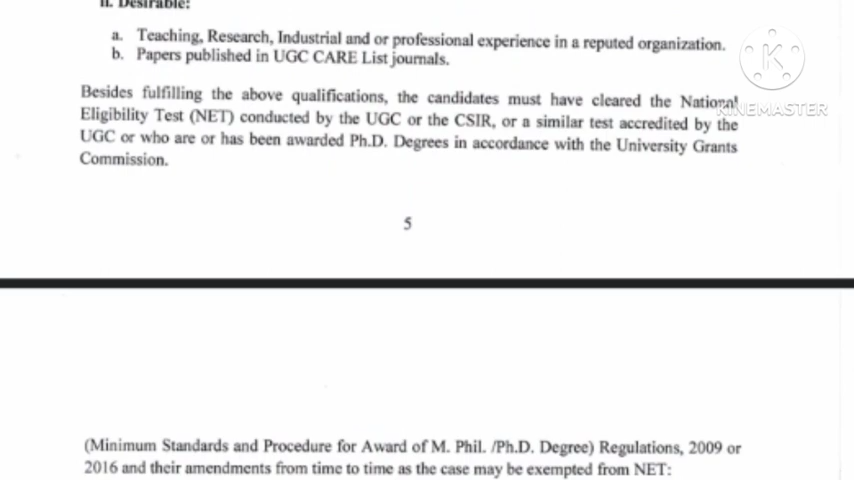 II. Desirable:
a. Teaching, Research, Industrial and or professional experience in a reputed organization.
b. Papers published in UGC CARE List journals.
K
KINEMASTER
Besides fulfilling the above qualifications, the candidates must have cleared the National
Eligibility Test (NET) conducted by the UGC or the CSIR, or a similar test accredited by the
UGC or who are or has been awarded Ph.D. Degrees in accordance with the University Grants
Commission.
5
(Minimum Standards and Procedure for Award of M. Phil. /Ph.D. Degree) Regulations, 2009 or
2016 and their amendments from time to time as the case may be exempted from NET: